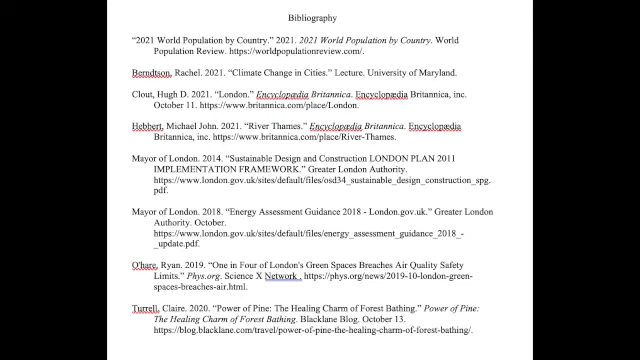 Bibliography
“2021 World Population by Country.” 2021. 2021 World Population by Country. World
Population Review. https://worldpopulationreview.com/.
Berndtson, Rachel. 2021. “Climate Change in Cities.” Lecture. University of Maryland.
Clout, Hugh D. 2021. “London.” Encyclopædia Britannica. Encyclopædia Britannica, inc.
October 11. https://www.britannica.com/place/London.
Hebbert, Michael John. 2021. “River Thames.” Encyclopædia Britannica. Encyclopædia
Britannica, inc. https://www.britannica.com/place/River-Thames.
Mayor of London. 2014. “Sustainable Design and Construction LONDON PLAN 2011
IMPLEMENTATION FRAMEWORK.” Greater London Authority.
https://www.london.gov.uk/sites/default/files/osd34_sustainable_design_construction_spg.
pdf.
Mayor of London. 2018. “Energy Assessment Guidance 2018 - London.gov.uk.” Greater London
Authority. October.
https://www.london.gov.uk/sites/default/files/energy_assessment_guidance_2018_-
_update.pdf.
O'hare, Ryan. 2019. “One in Four of London's Green Spaces Breaches Air Quality Safety
Limits.” Phys.org. Science X Network . https://phys.org/news/2019-10-london-green-
spaces-breaches-air.html.
Turrell, Claire. 2020. “Power of Pine: The Healing Charm of Forest Bathing.” Power of Pine:
The Healing Charm of Forest Bathing. Blacklane Blog. October 13.
https://blog.blacklane.com/travel/power-of-pine-the-healing-charm-of-forest-bathing/.